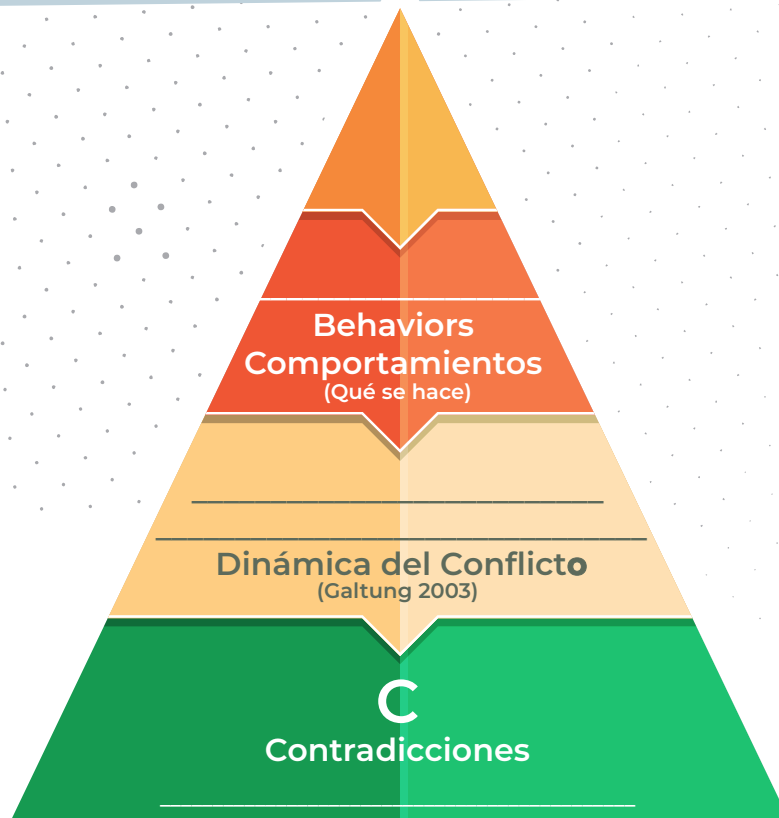 Behaviors
Comportamientos
(Qué se hace)
Dinámica del Conflicto
(Galtung 2003)
C
Contradicciones